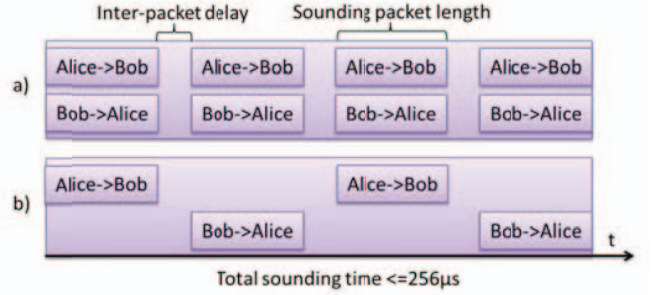 Inter-packet delay Sounding packet length
a)
Alice->Bob Alice->Bob Alice->Bob Alice->Bob
Bob->Alice Bob->Alice Bob->Alice Bob->Alice
b)
Alice->Bob Alice->Bob
Bob->Alice Bob->Alice
t
Total sounding time <=256μs